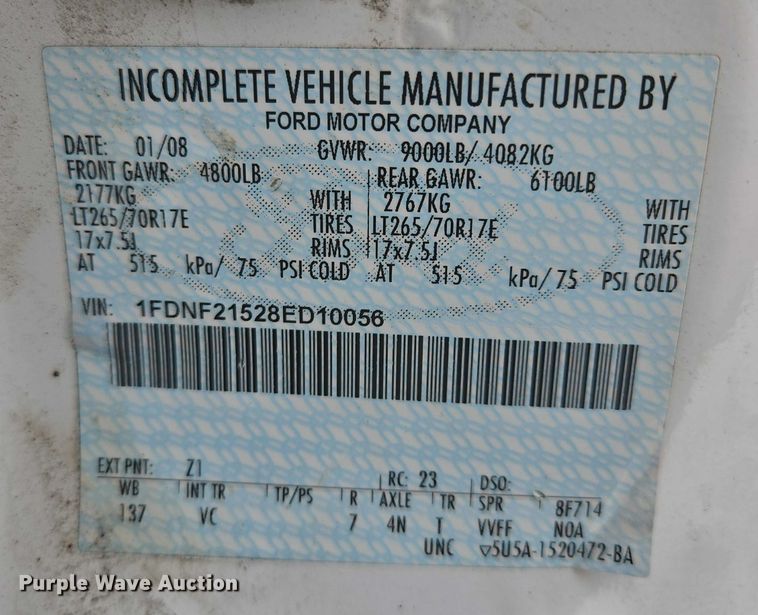 INCOMPLETE VEHICLE MANUFACTURED BY
FORD MOTOR COMPANY
DATE: 01/08 GVWR: 9000LB/ 4082KG
FRONT GAWR: 4800LB REAR GAWR: 6100LB
2177KG WITH 2767KG WITH
LT265/70R17E TIRES LT265/70R17E TIRES
17x7.5J RIMS 17x7.5J RIMS
AT 515 kPa/ 75 PSI COLD AT 515 kPa/ 75 PSI COLD
VIN: 1FDNF21528ED10056
EXT PNT: Z1 RC: 23 DSO:
WB INT TR TP/PS R AXLE TR SPR 8F714
137 VC 7 4N T VVFF NOA
UNC 5U5A-1520472-BA
Purple Wave Auction